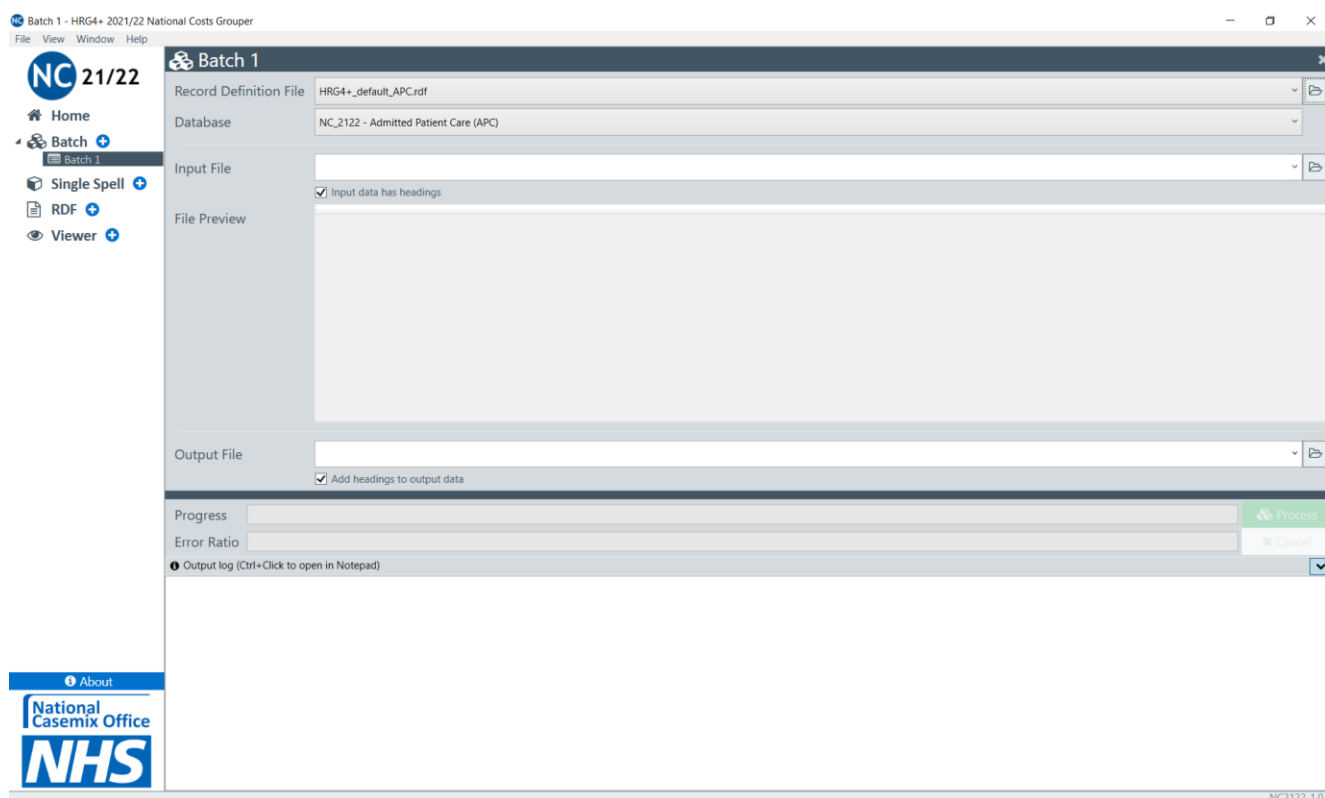 Batch 1 - HRG4+ 2021/22 National Costs Grouper
File View Window Help
NC 21/22
Home
Batch
Batch 1
Single Spell
RDF
Viewer
Batch 1
Record Definition File HRG4+_default_APC.rdf
Database NC_2122 - Admitted Patient Care (APC)
Input File
Input data has headings
File Preview
Output File
Add headings to output data
Progress
Process
Error Ratio
Cancel
Output log (Ctrl+Click to open in Notepad)
About
National
Casemix Office
NHS
NC2122_1.0